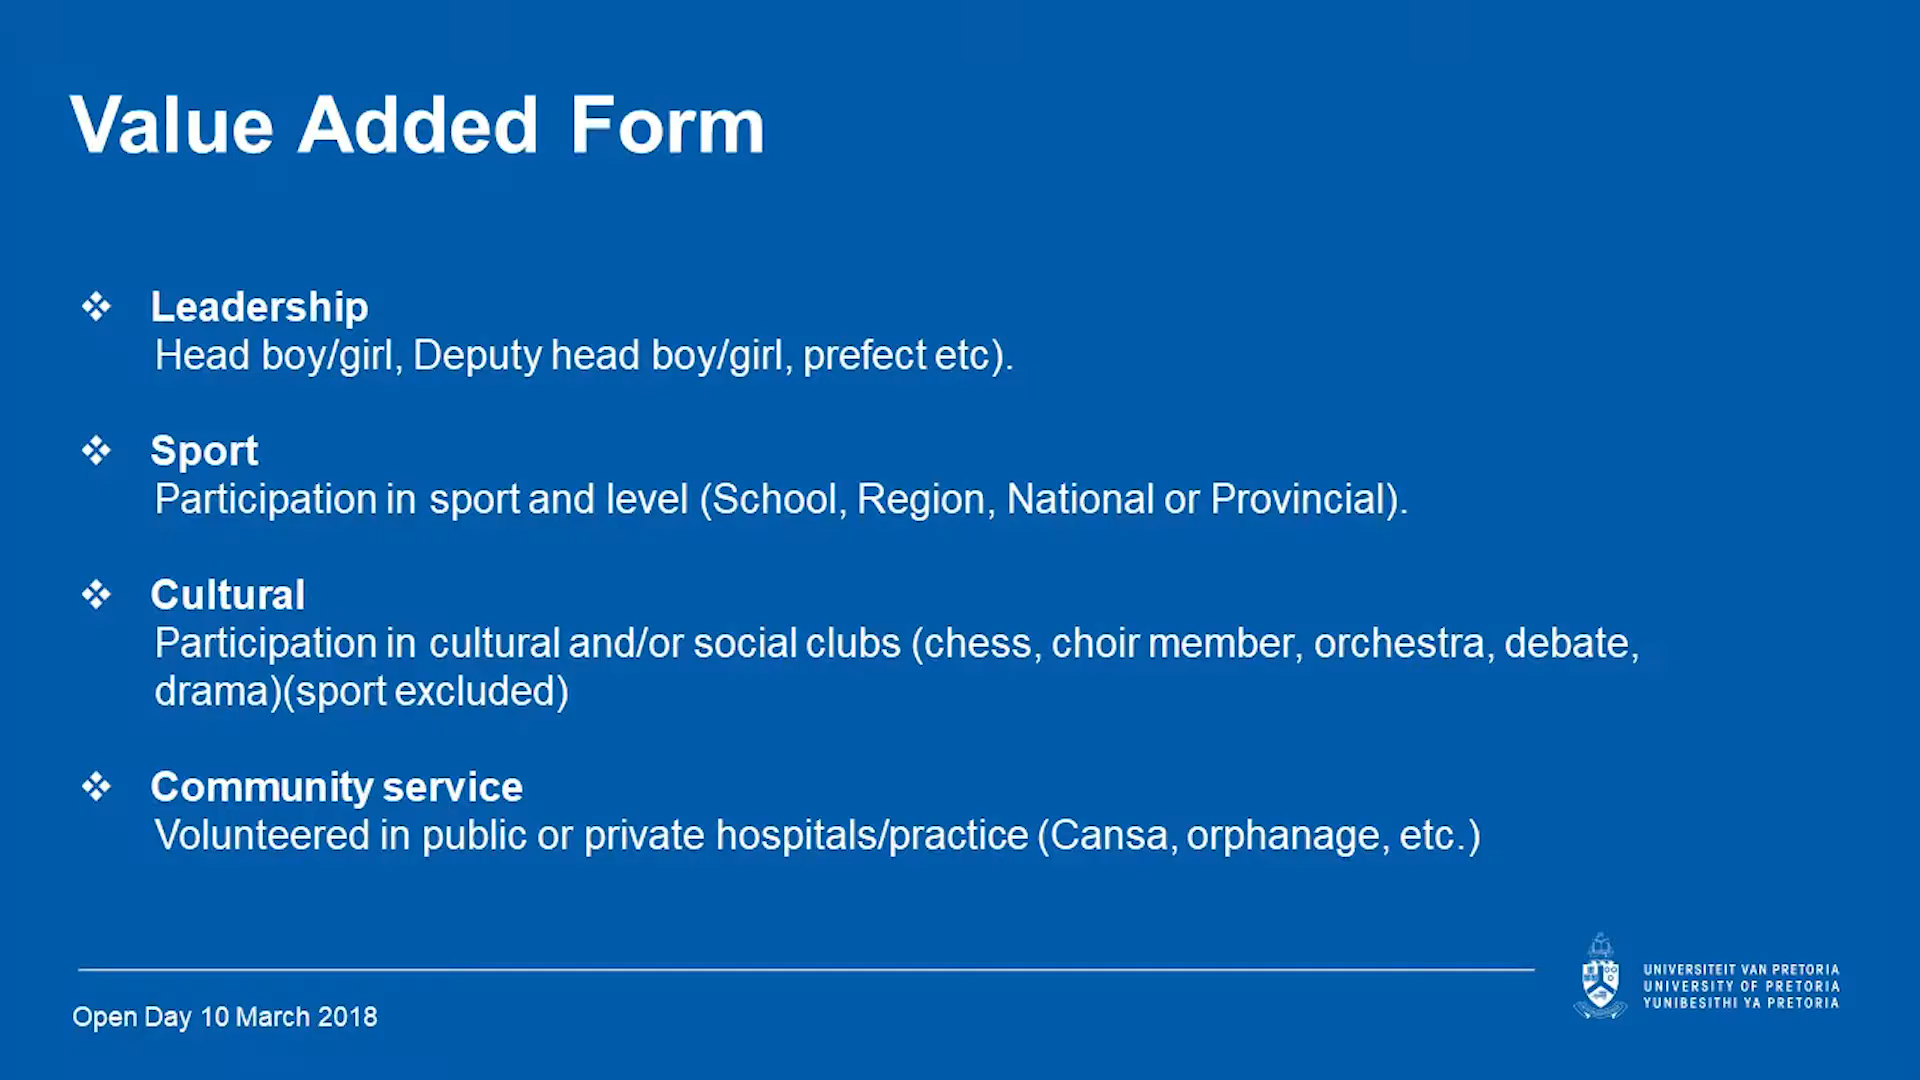 Value Added Form
❖ Leadership
Head boy/girl, Deputy head boy/girl, prefect etc).
❖ Sport
Participation in sport and level (School, Region, National or Provincial).
❖ Cultural
Participation in cultural and/or social clubs (chess, choir member, orchestra, debate,
drama)(sport excluded)
❖ Community service
Volunteered in public or private hospitals/practice (Cansa, orphanage, etc.)
Open Day 10 March 2018
UNIVERSITEIT VAN PRETORIA
UNIVERSITY OF PRETORIA
YUNIBESITHI YA PRETORIA